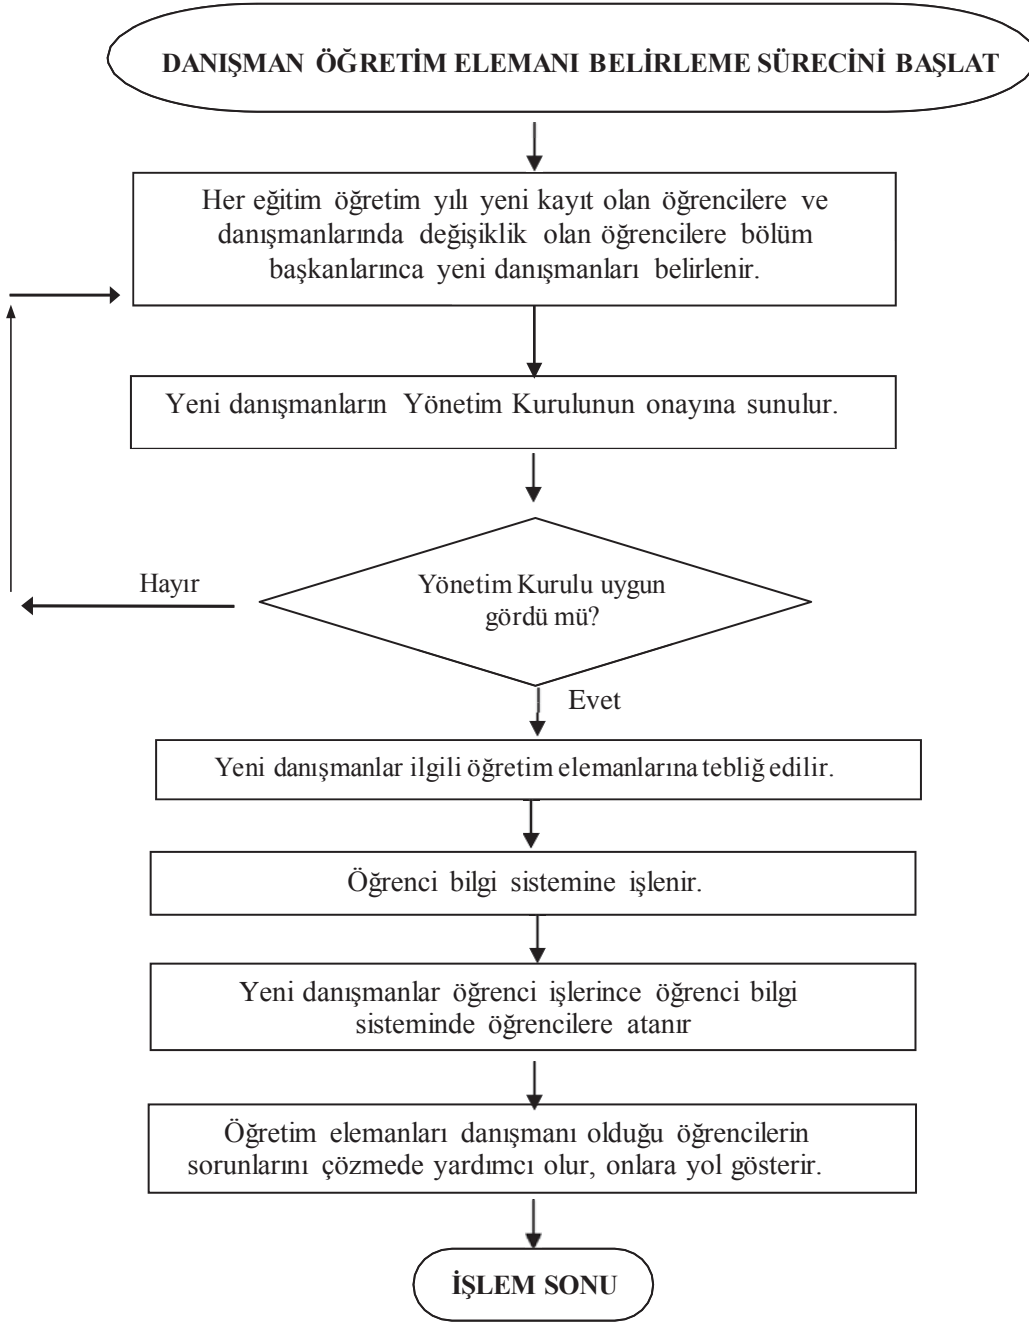 DANIŞMAN ÖĞRETİM ELEMANI BELİRLEME SÜRECİNİ BAŞLAT
Her eğitim öğretim yılı yeni kayıt olan öğrencilere ve
danışmanlarında değişiklik olan öğrencilere bölüm
başkanlarınca yeni danışmanları belirlenir.
Yeni danışmanların Yönetim Kurulunun onayına sunulur.
Yönetim Kurulu uygun
gördü mü?
Hayır
Evet
Yeni danışmanlar ilgili öğretim elemanlarına tebliğ edilir.
Öğrenci bilgi sistemine işlenir.
Yeni danışmanlar öğrenci işlerince öğrenci bilgi
sisteminde öğrencilere atanır
Öğretim elemanları danışmanı olduğu öğrencilerin
sorunlarını çözmede yardımcı olur, onlara yol gösterir.
İŞLEM SONU